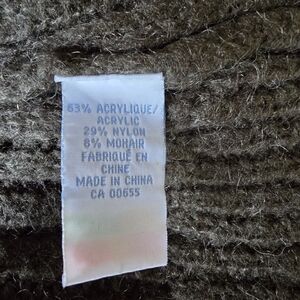 63% ACRYLIQUE/
ACRYLIC
29% NYLON
8% MOHAIR
FABRIQUÉ EN
CHINE
MADE IN CHINA
CA 00655